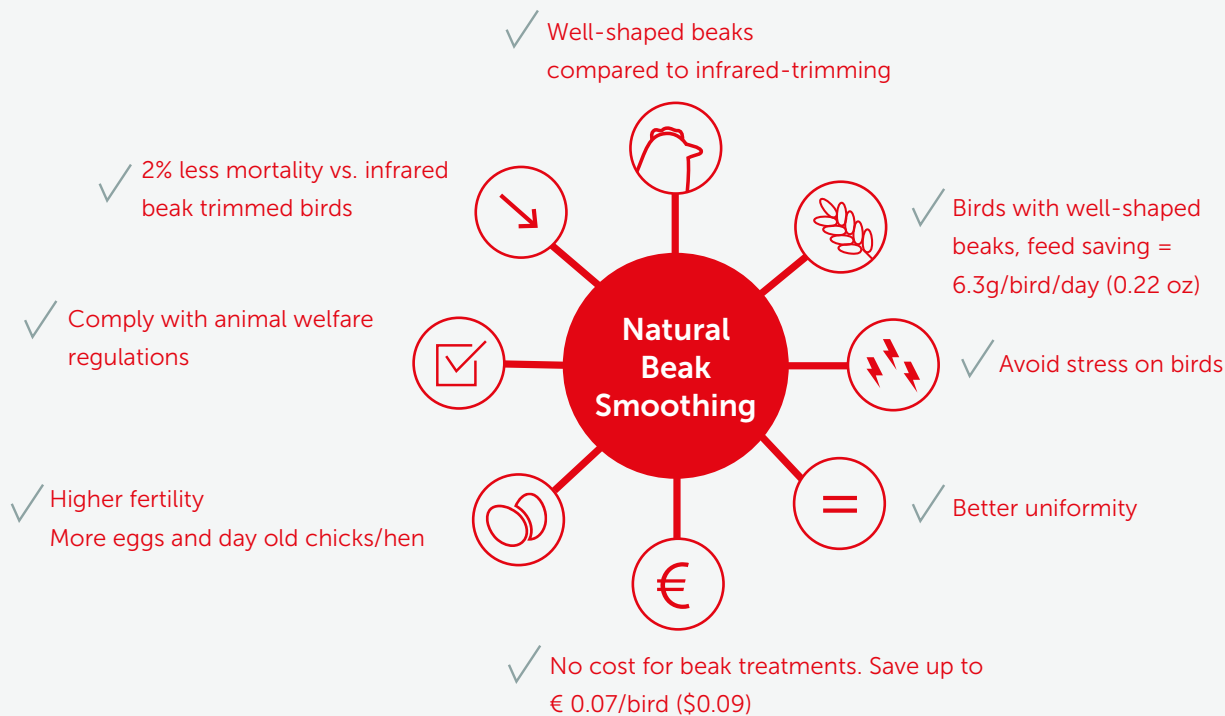 Well-shaped beaks
compared to infrared-trimming
2% less mortality vs. infrared
beak trimmed birds
Birds with well-shaped
beaks, feed saving =
6.3g/bird/day (0.22 oz)
Comply with animal welfare
regulations
Natural
Beak
Smoothing
Avoid stress on birds
Higher fertility
More eggs and day old chicks/hen
=
Better uniformity
€
No cost for beak treatments. Save up to
€ 0.07/bird ($0.09)